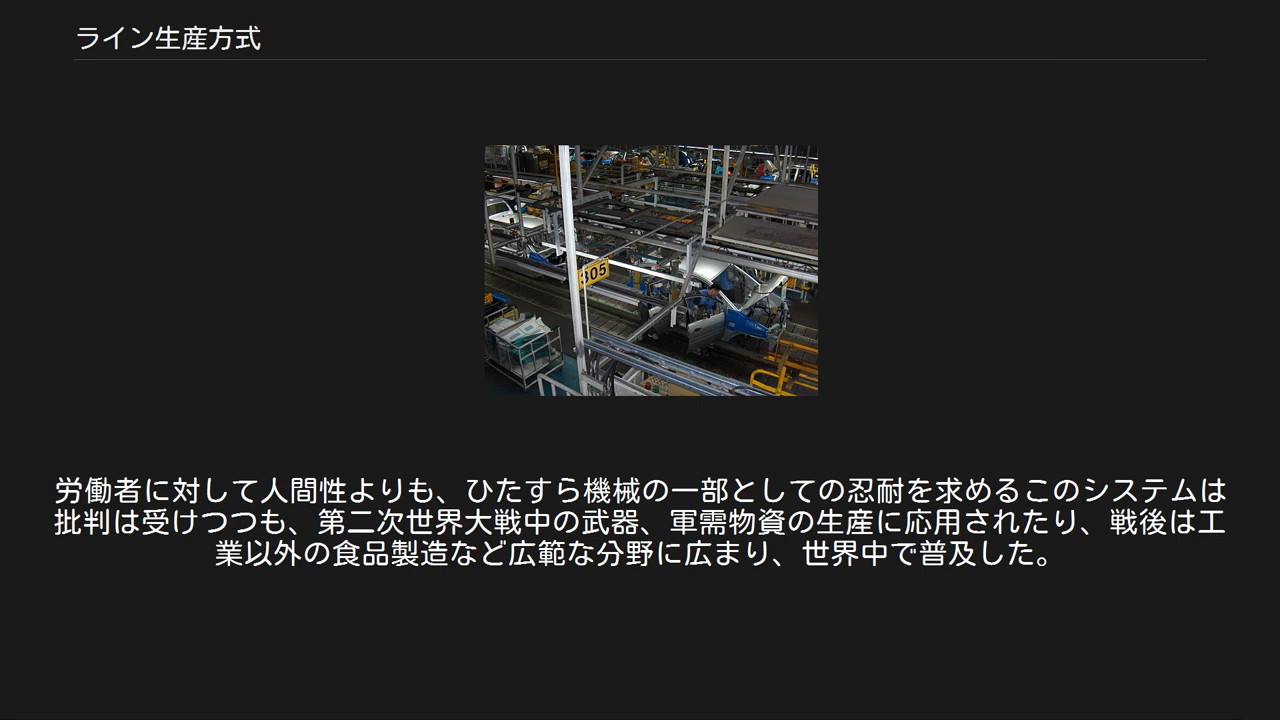 ライン生産方式
305
労働者に対して人間性よりも、ひたすら機械の一部としての忍耐を求めるこのシステムは
批判は受けつつも、第二次世界大戦中の武器、軍需物資の生産に応用されたり、戦後は工
業以外の食品製造など広範な分野に広まり、世界中で普及した。